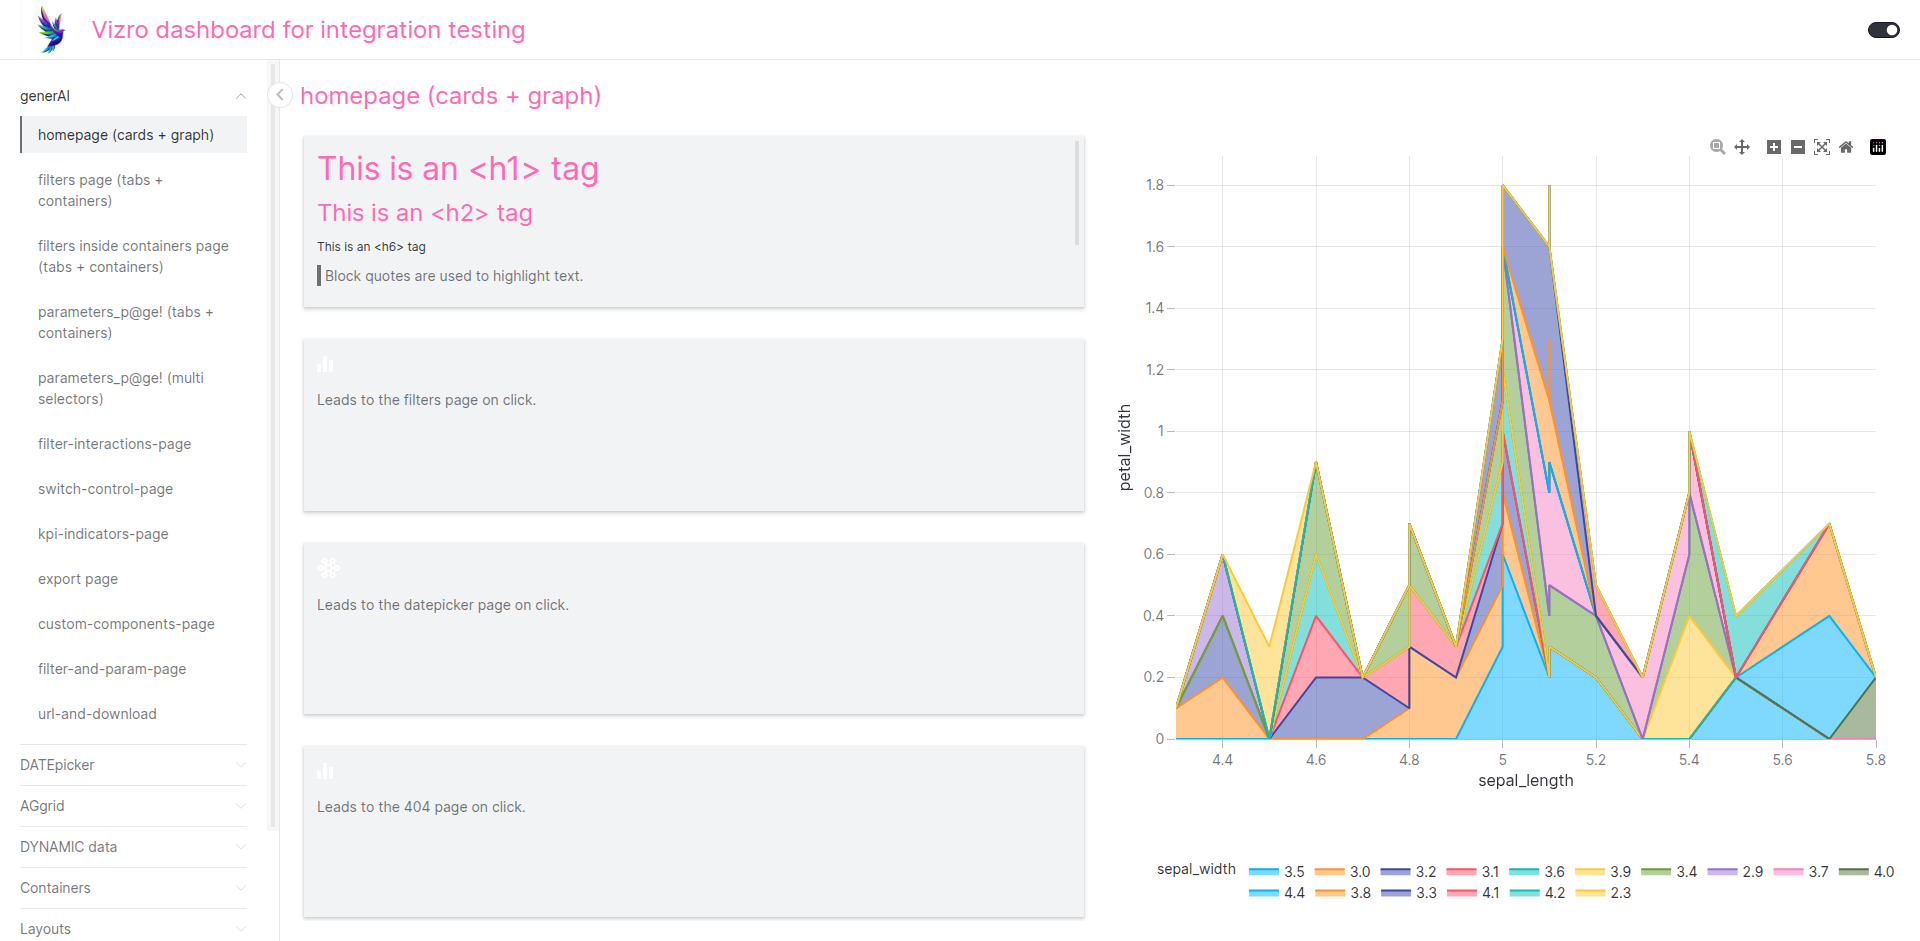 Vizro dashboard for integration testing
generAI
homepage (cards + graph)
filters page (tabs +
containers)
filters inside containers page
(tabs + containers)
parameters_p@ge! (tabs +
containers)
parameters_p@ge! (multi
selectors)
filter-interactions-page
switch-control-page
kpi-indicators-page
export page
custom-components-page
filter-and-param-page
url-and-download
DATEpicker
AGgrid
DYNAMIC data
Containers
Layouts
homepage (cards + graph)
This is an <h1> tag
This is an <h2> tag
This is an <h6> tag
Block quotes are used to highlight text.
Leads to the filters page on click.
Leads to the datepicker page on click.
Leads to the 404 page on click.
1.8
1.6
1.4
1.2
1
0.8
0.6
0.4
0.2
0
petal_width
4.4 4.6 4.8 5 5.2 5.4 5.6 5.8
sepal_length
sepal_width 3.5 3.0 3.2 3.1 3.6 3.9 3.4 2.9 3.7 4.0
4.4 3.8 3.3 4.1 4.2 2.3